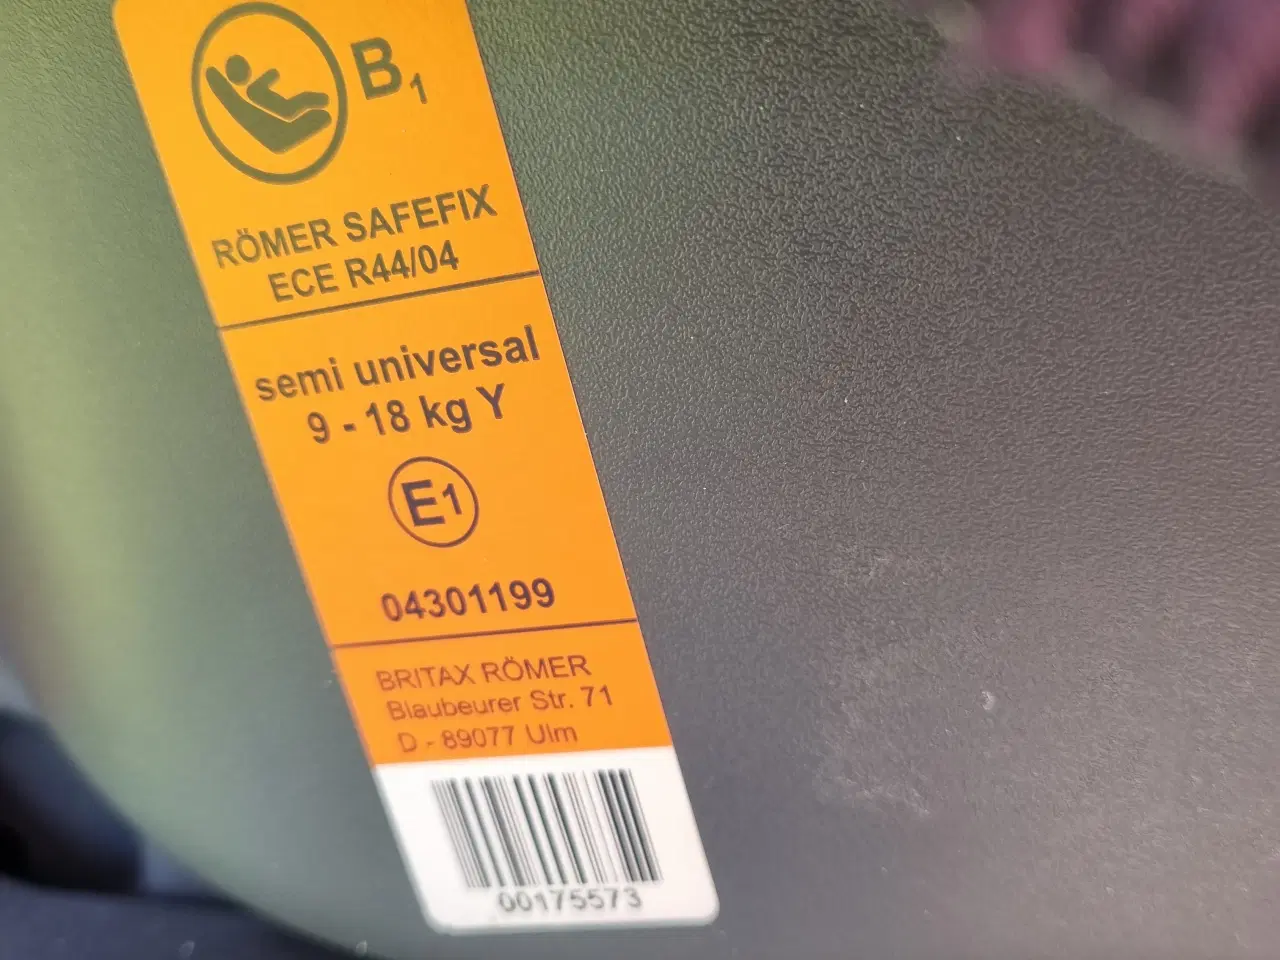 B1
RÖMER SAFEFIX
ECE R44/04
semi universal
9 - 18 kg Y
E1
04301199
BRITAX RÖMER
Blaubeurer Str. 71
D - 89077 Ulm
00175573